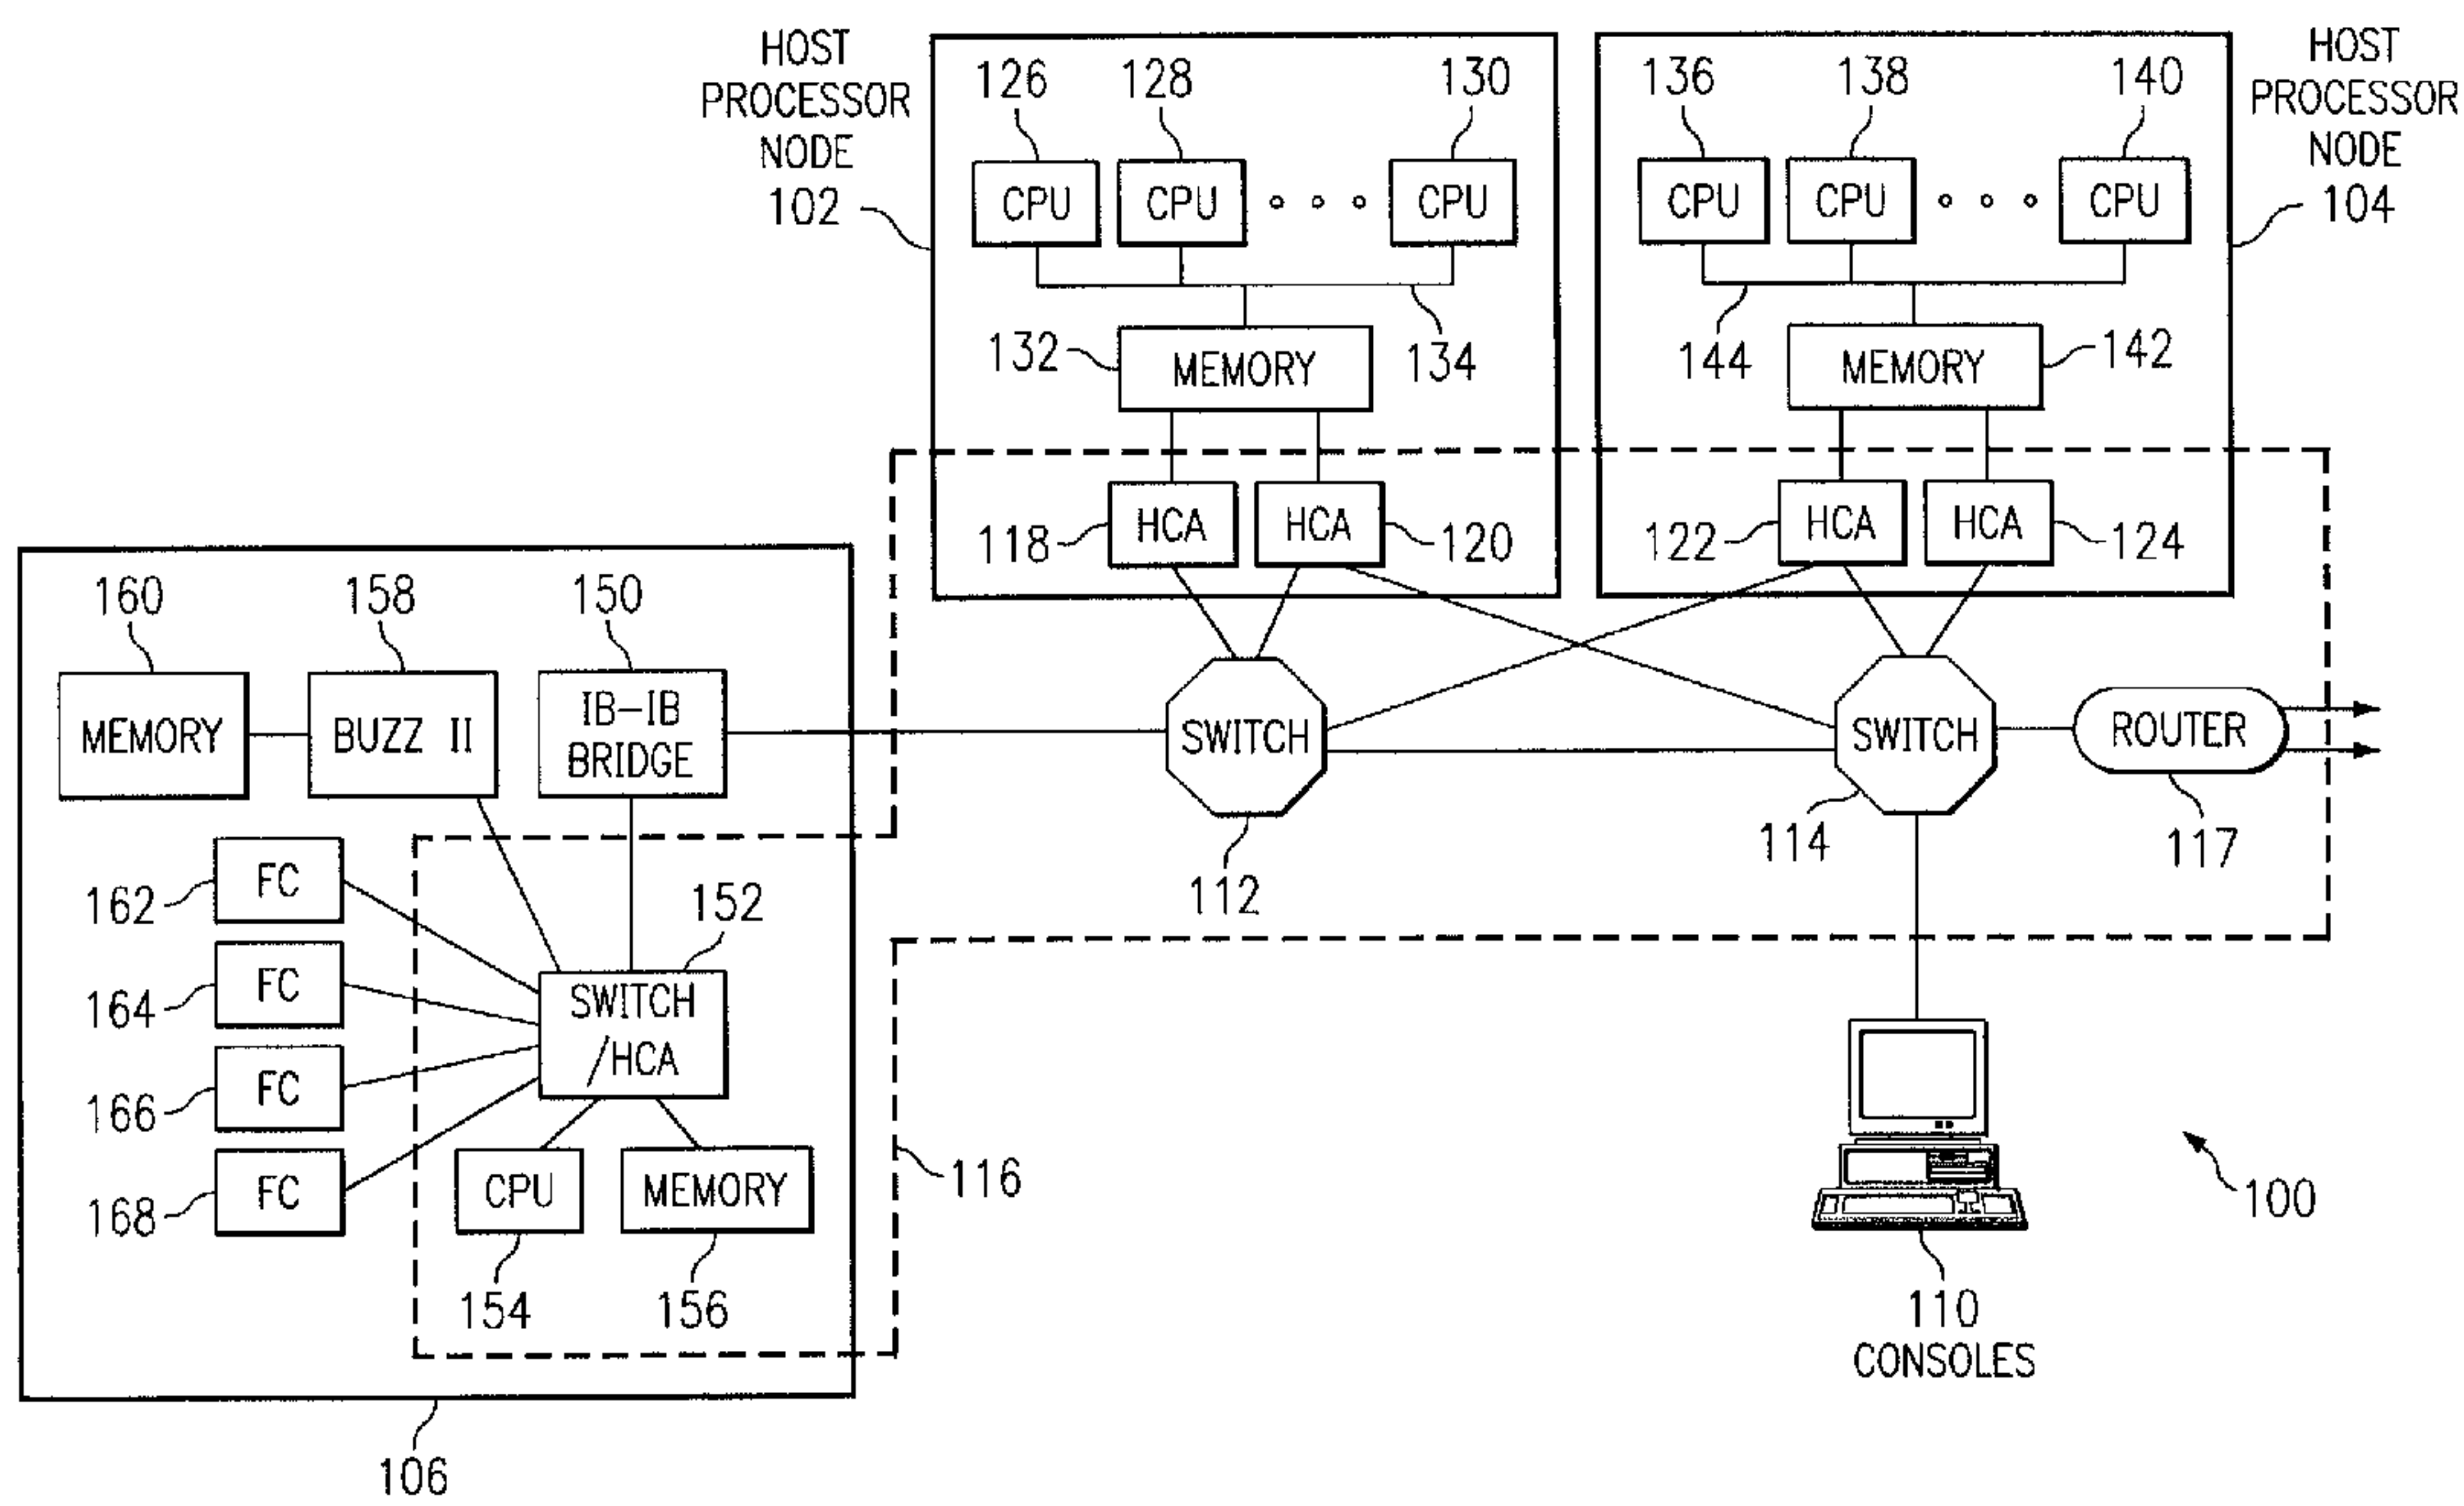 HOST
PROCESSOR
NODE
102
126
128
130
136
138
140
HOST
PROCESSOR
NODE
104
CPU
CPU
CPU
CPU
CPU
CPU
132
MEMORY
134
144
MEMORY
142
118
HCA
HCA
120
122
HCA
HCA
124
160
158
150
MEMORY
BUZZ II
IB-IB
BRIDGE
SWITCH
SWITCH
ROUTER
112
114
117
162
FC
164
FC
166
FC
168
FC
152
SWITCH
/HCA
CPU
MEMORY
154
156
116
100
110
CONSOLES
106